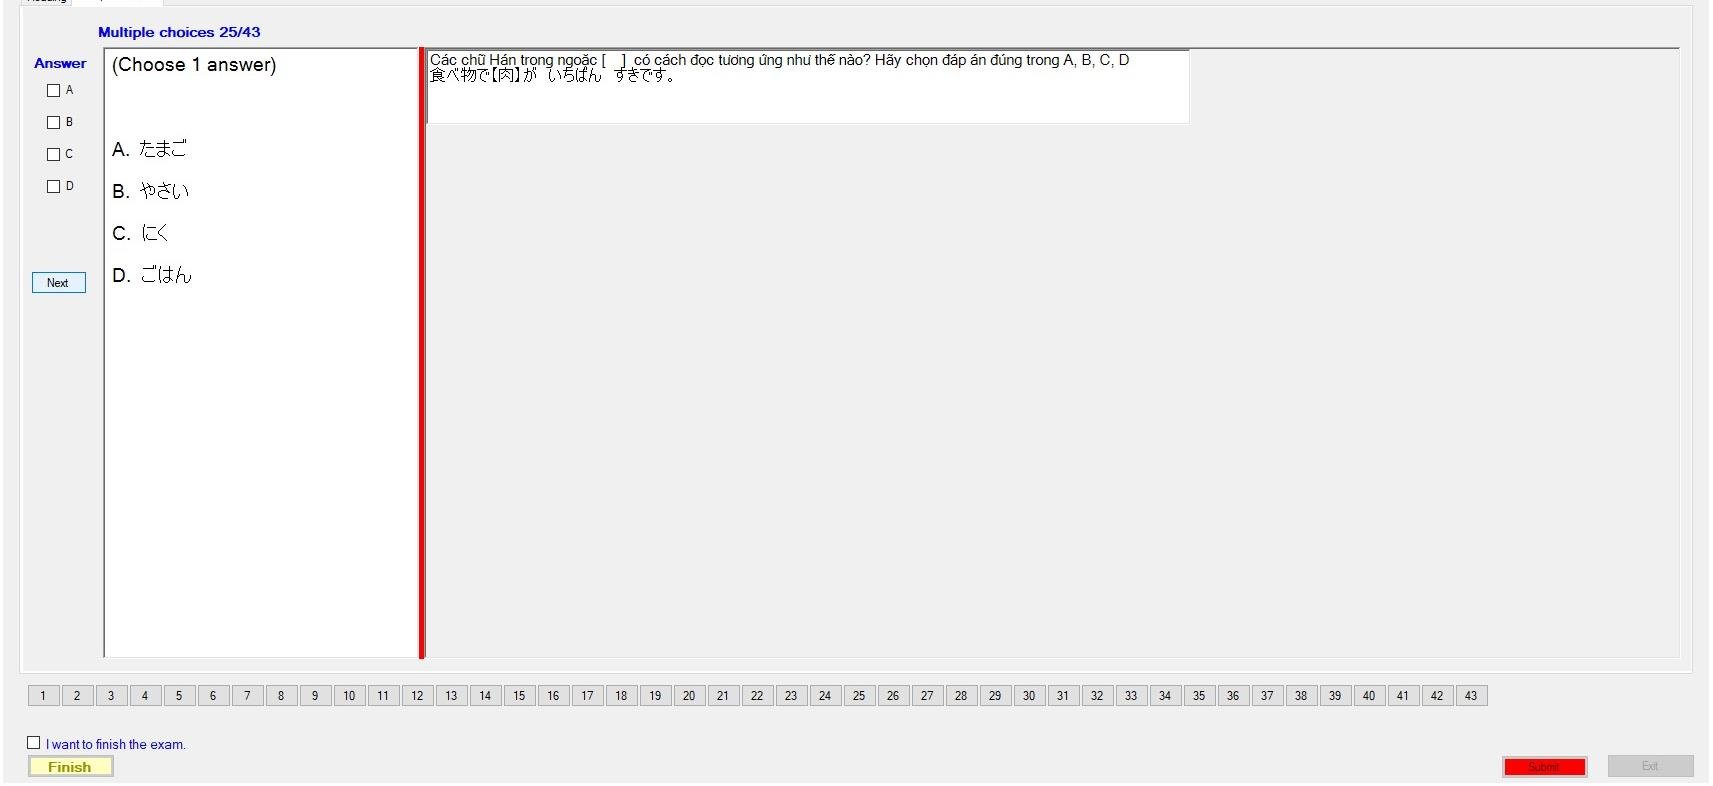 Multiple choices 25/43
Answer
A
B
C
D
Next
(Choose 1 answer)
A. たまご
B. やさい
C. にく
D. ごはん
Các chữ Hán trong ngoặc [   ] có cách đọc tương ứng như thế nào? Hãy chọn đáp án đúng trong A, B, C, D
食べ物で【肉】が　いちばん　すきです。
1 2 3 4 5 6 7 8 9 10 11 12 13 14 15 16 17 18 19 20 21 22 23 24 25 26 27 28 29 30 31 32 33 34 35 36 37 38 39 40 41 42 43
I want to finish the exam.
Finish
Submit
Exit